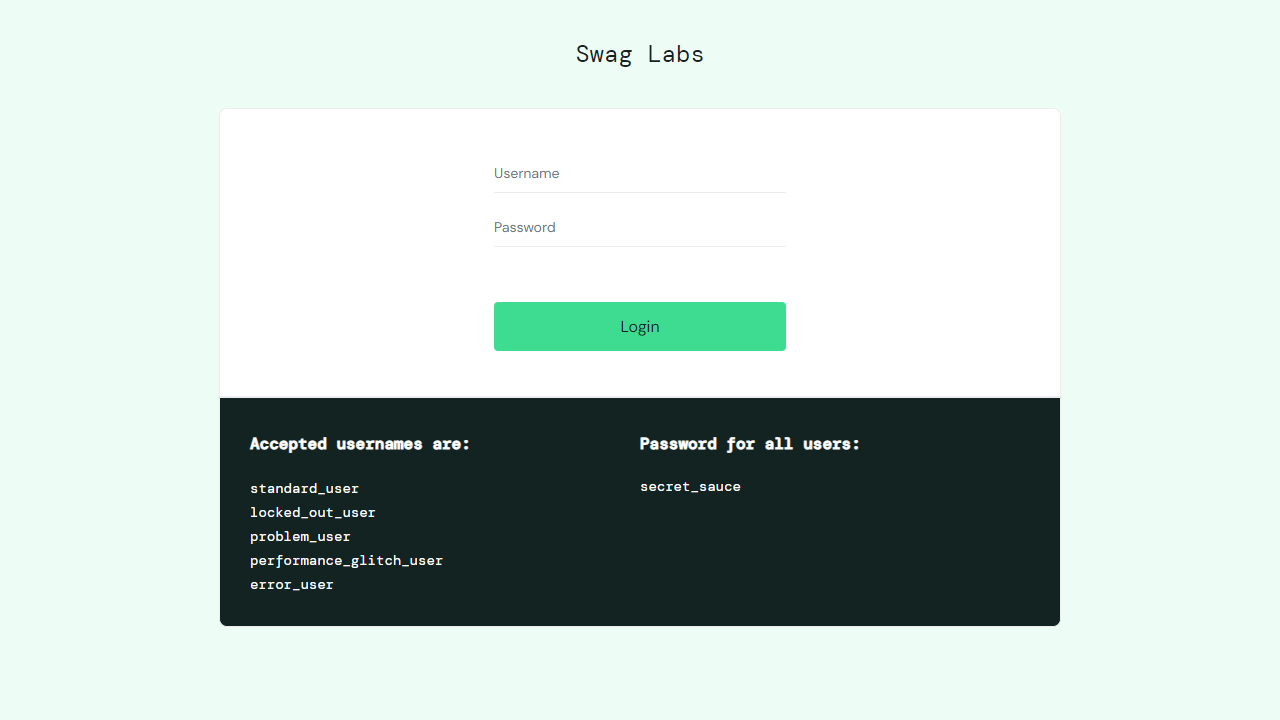 Swag Labs
Username
Password
Login
Accepted usernames are:
standard_user
locked_out_user
problem_user
performance_glitch_user
error_user
Password for all users:
secret_sauce